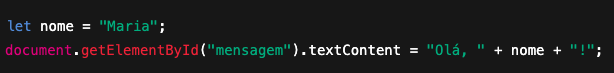 let nome = "Maria";
document.getElementById("mensagem").textContent = "Olá, " + nome + "!";